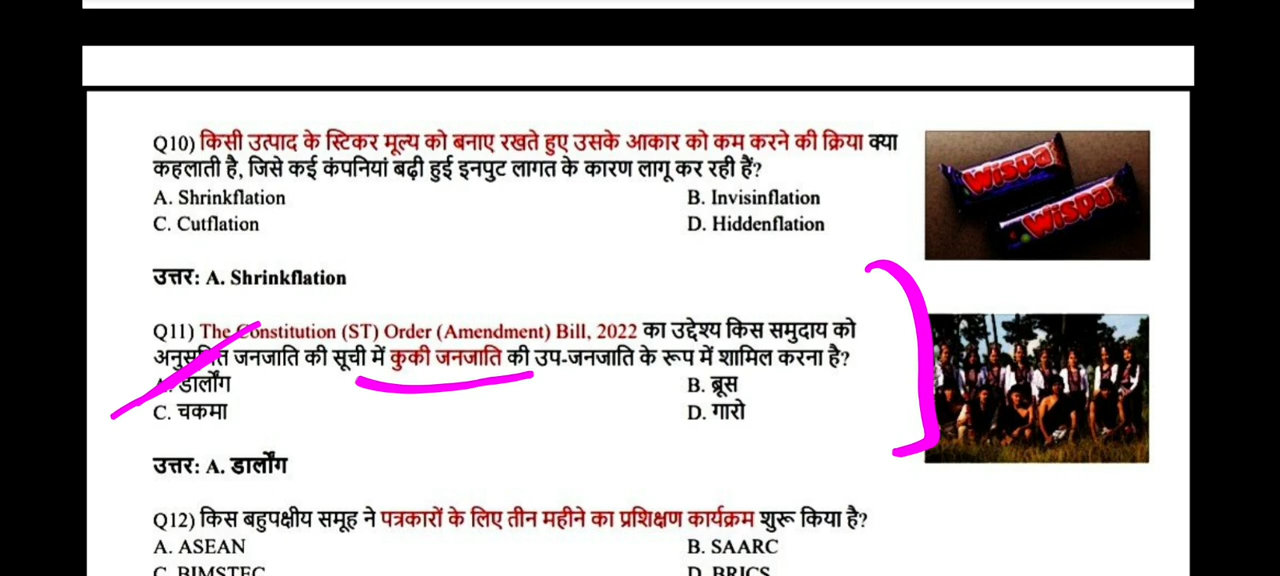 Q10) किसी उत्पाद के स्टिकर मूल्य को बनाए रखते हुए उसके आकार को कम करने की क्रिया क्या
कहलाती है, जिसे कई कंपनियां बढ़ी हुई इनपुट लागत के कारण लागू कर रही हैं?
A. Shrinkflation
B. Invisinflation
C. Cutflation
D. Hiddenflation
Wispa
Wispa
उत्तर: A. Shrinkflation
Q11) The Constitution (ST) Order (Amendment) Bill, 2022 का उद्देश्य किस समुदाय को
अनुसूचित जनजाति की सूची में कुकी जनजाति की उप-जनजाति के रूप में शामिल करना है?
A. डार्लोंग
B. ब्रूस
C. चकमा
D. गारो
उत्तर: A. डार्लोंग
Q12) किस बहुपक्षीय समूह ने पत्रकारों के लिए तीन महीने का प्रशिक्षण कार्यक्रम शुरू किया है?
A. ASEAN
B. SAARC
C. BIMSTEC
D. BRICS